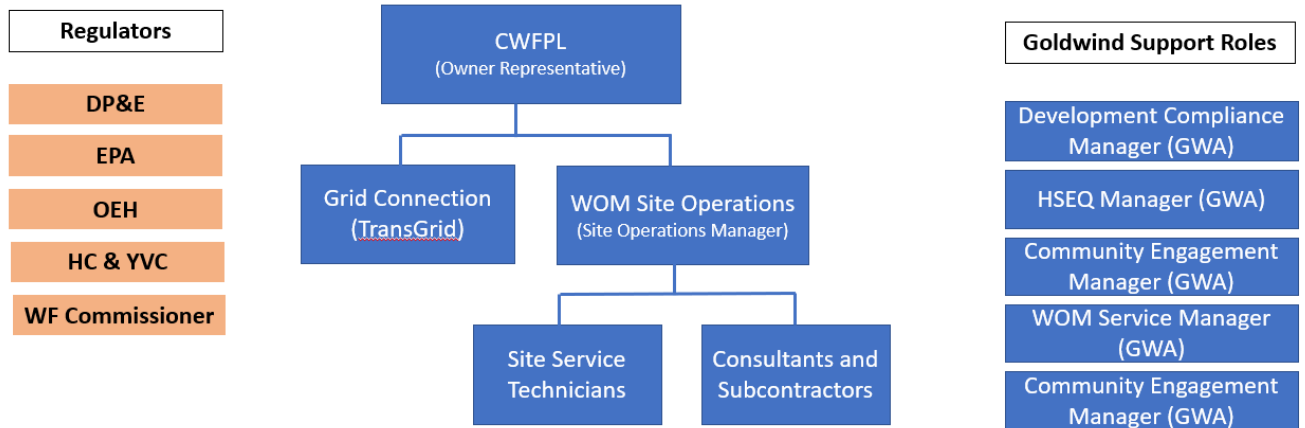 Regulators
DP&E
EPA
OEH
HC & YVC
WF Commissioner
CWFPL
(Owner Representative)
Grid Connection
(TransGrid)
WOM Site Operations
(Site Operations Manager)
Site Service
Technicians
Consultants and
Subcontractors
Goldwind Support Roles
Development Compliance
Manager (GWA)
HSEQ Manager (GWA)
Community Engagement
Manager (GWA)
WOM Service Manager
(GWA)
Community Engagement
Manager (GWA)